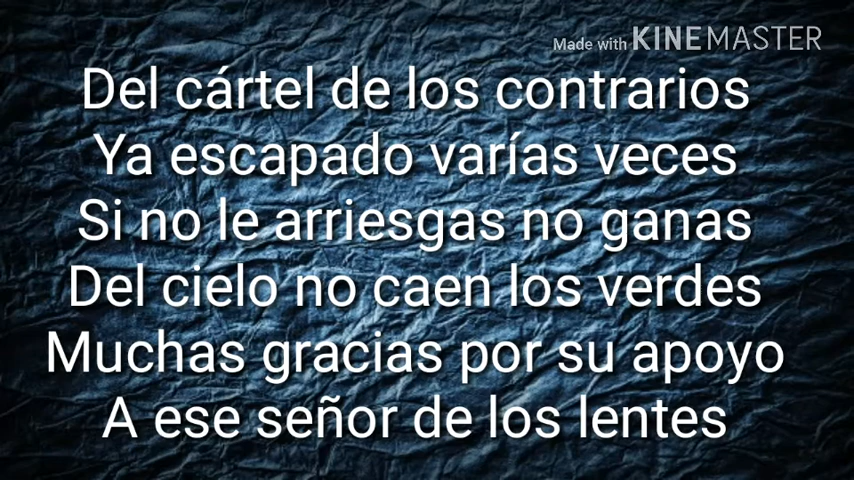 Made with KINEMASTER
Del cártel de los contrarios
Ya escapado varías veces
Si no le arriesgas no ganas
Del cielo no caen los verdes
Muchas gracias por su apoyo
A ese señor de los lentes